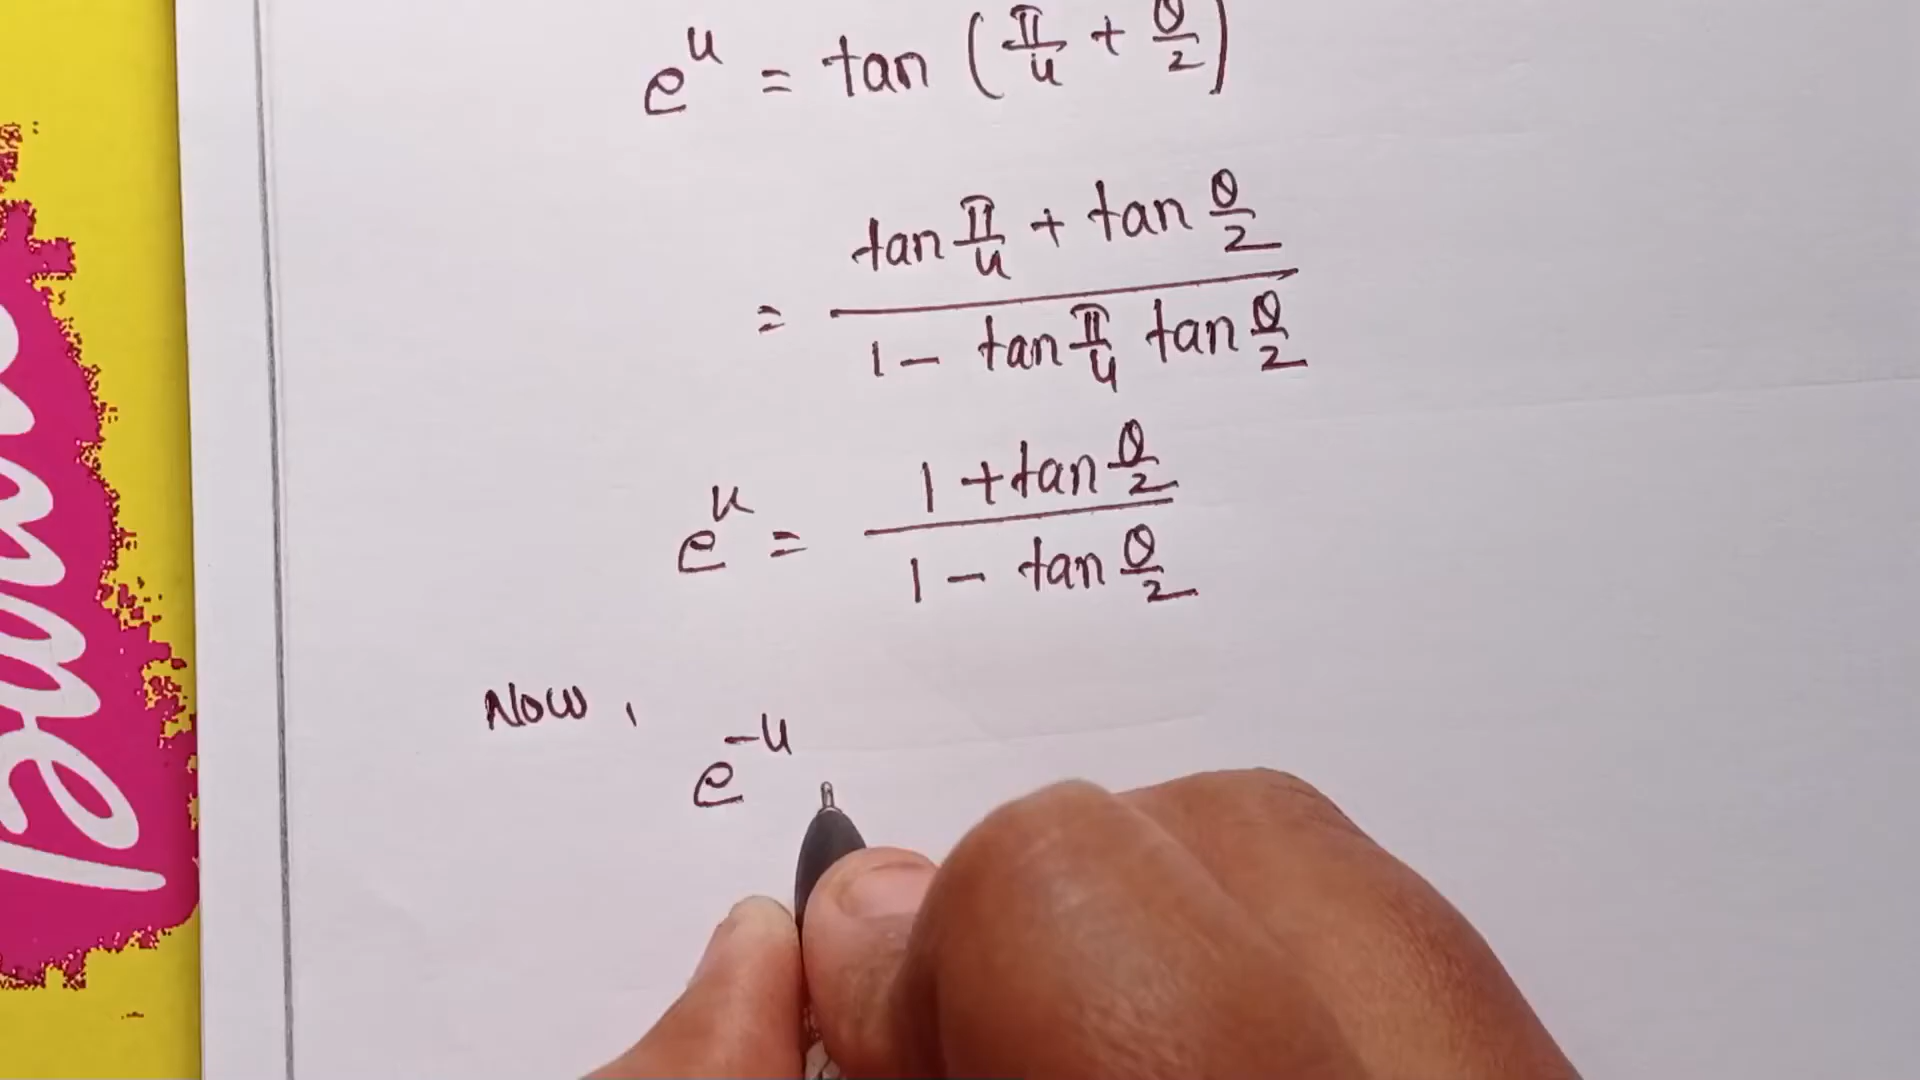 e^u = tan (π/4 + θ/2)
= (tan π/4 + tan θ/2) / (1 - tan π/4 tan θ/2)
e^u = (1 + tan θ/2) / (1 - tan θ/2)
Now,
e^-u